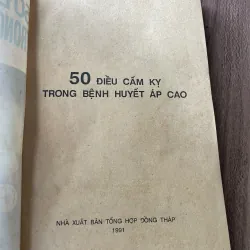 50 ĐIỀU CẤM KỴ
TRONG BỆNH HUYẾT ÁP CAO
NHÀ XUẤT BẢN TỔNG HỢP ĐỒNG THÁP
1991